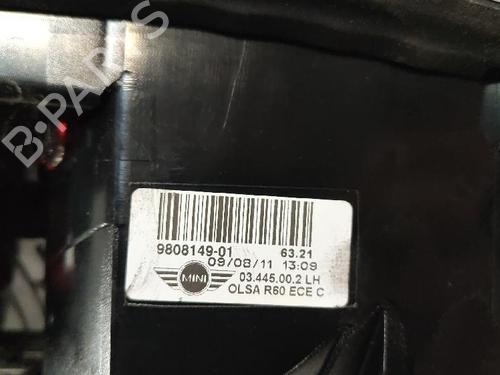 B-PARTS
9808149-01 63.21
09/08/11 13:09
MINI
03.445.00.2 LH
OLSA R60 ECE C